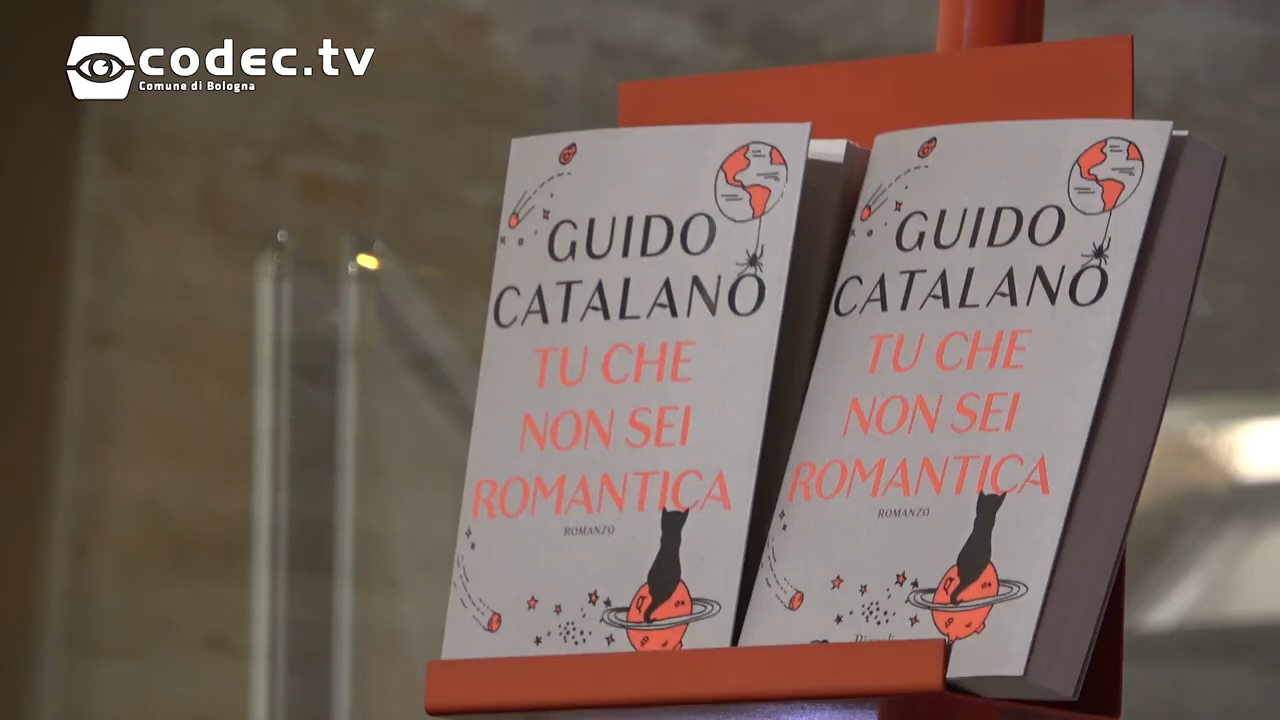 codec.tv
Comune di Bologna
GUIDO
CATALANO
TU CHE
NON SEI
ROMANTICA
ROMANZO
GUIDO
CATALANO
TU CHE
NON SEI
ROMANTICA
ROMANZO